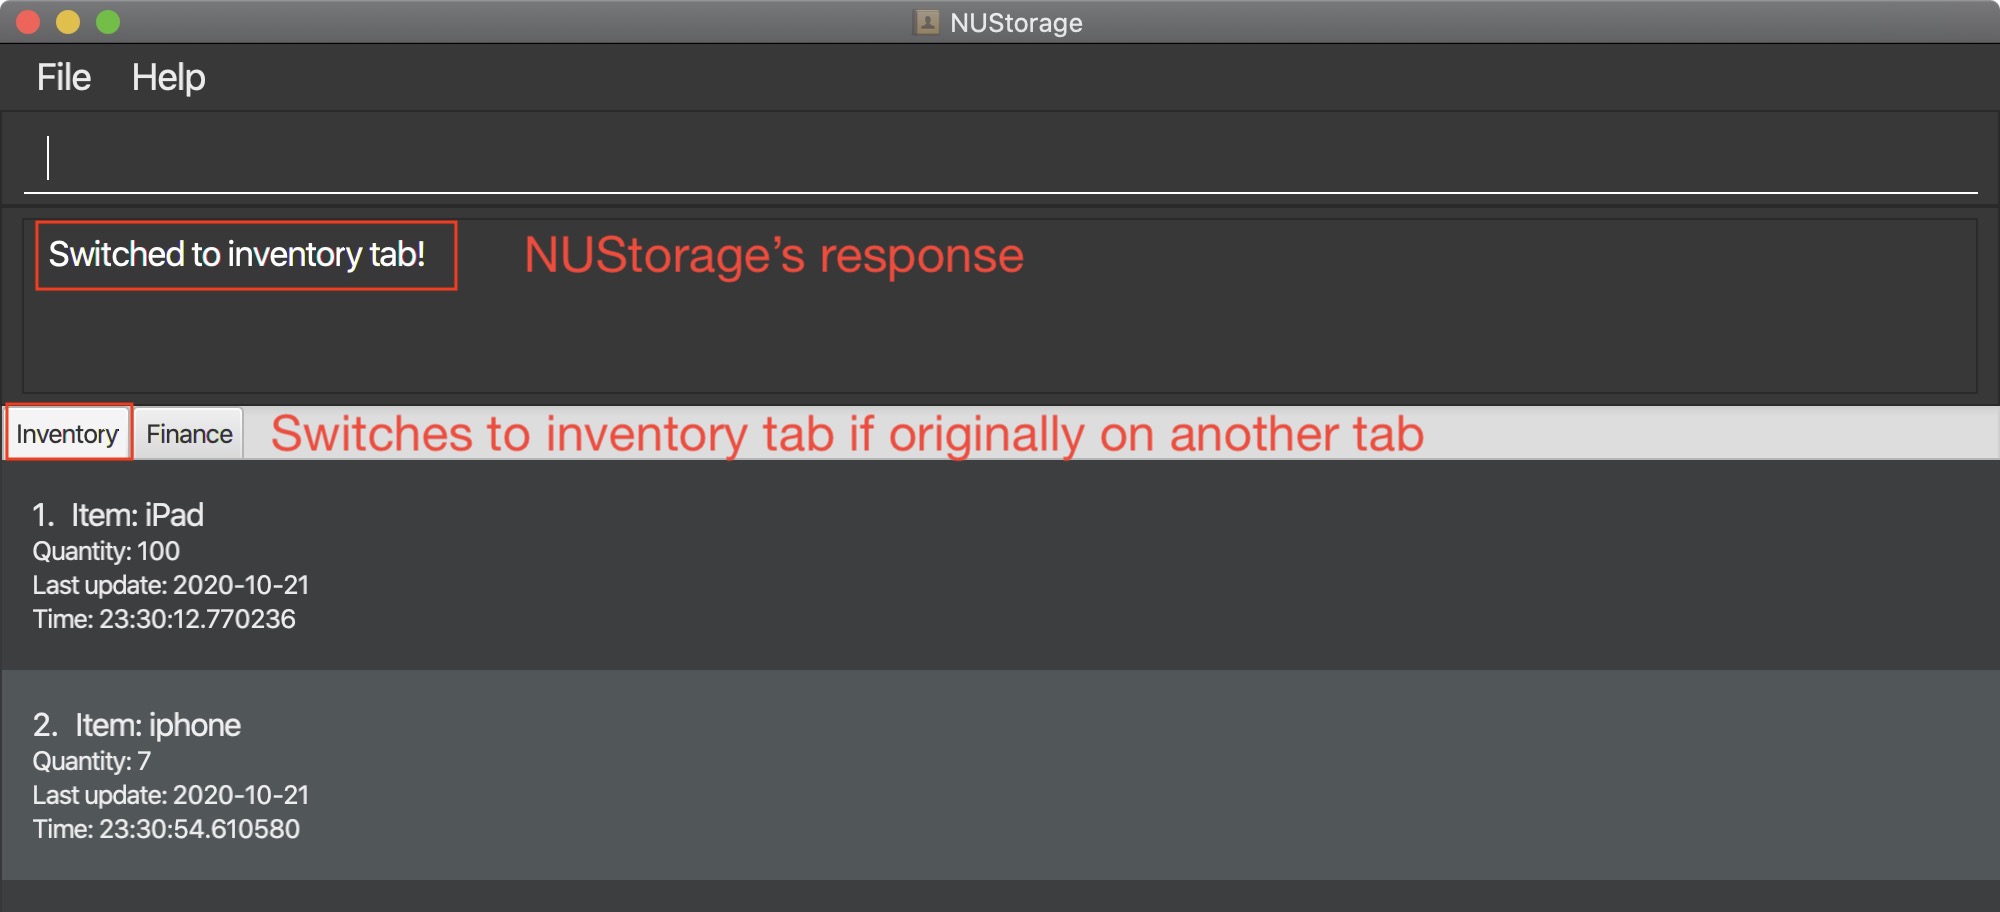 NUStorage
File Help
Switched to inventory tab! NUStorage’s response
Inventory Finance Switches to inventory tab if originally on another tab
1. Item: iPad
Quantity: 100
Last update: 2020-10-21
Time: 23:30:12.770236
2. Item: iphone
Quantity: 7
Last update: 2020-10-21
Time: 23:30:54.610580